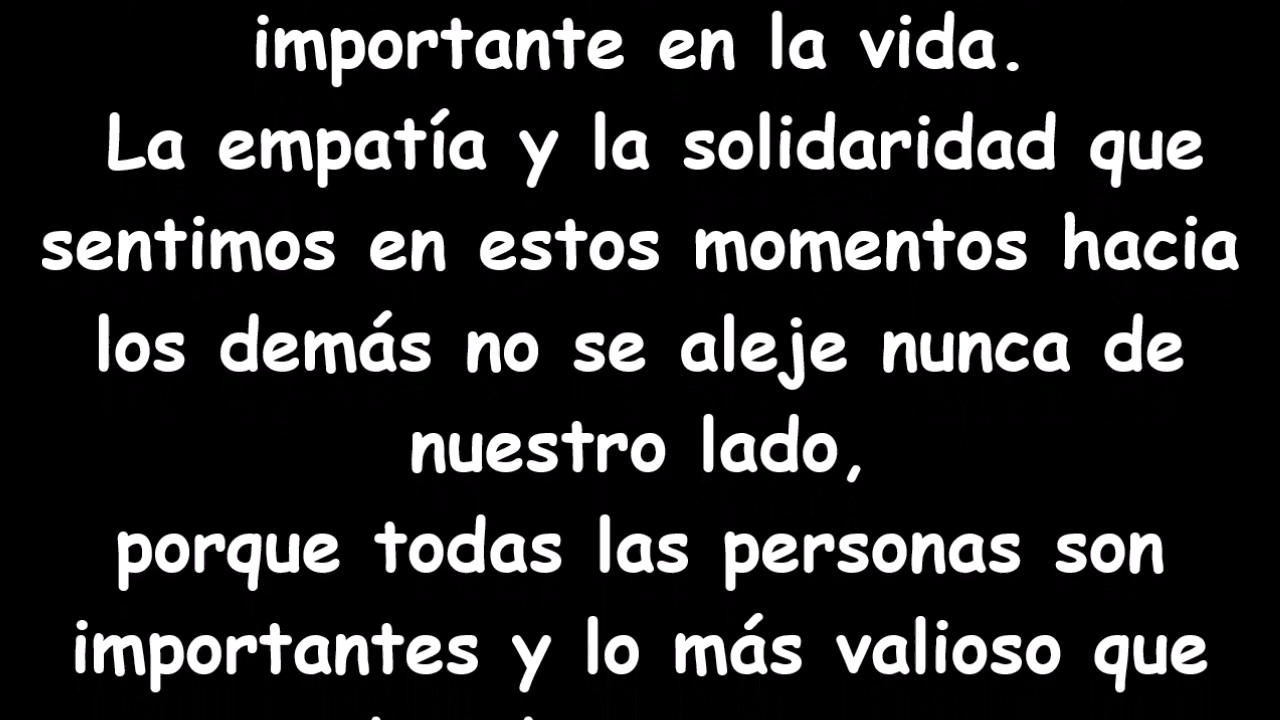 importante en la vida.
La empatía y la solidaridad que
sentimos en estos momentos hacia
los demás no se aleje nunca de
nuestro lado,
porque todas las personas son
importantes y lo más valioso que